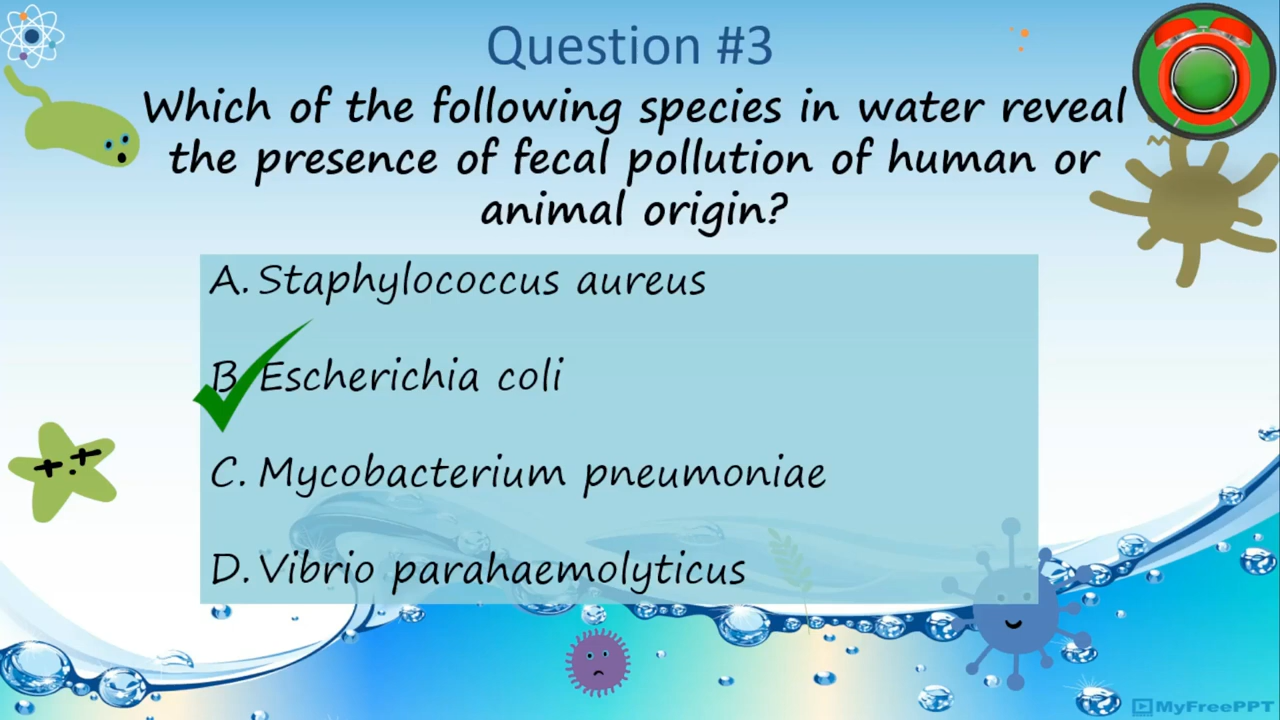 Question #3
Which of the following species in water reveal
the presence of fecal pollution of human or
animal origin?
A. Staphylococcus aureus
B. Escherichia coli
C. Mycobacterium pneumoniae
D. Vibrio parahaemolyticus
MyFreePPT